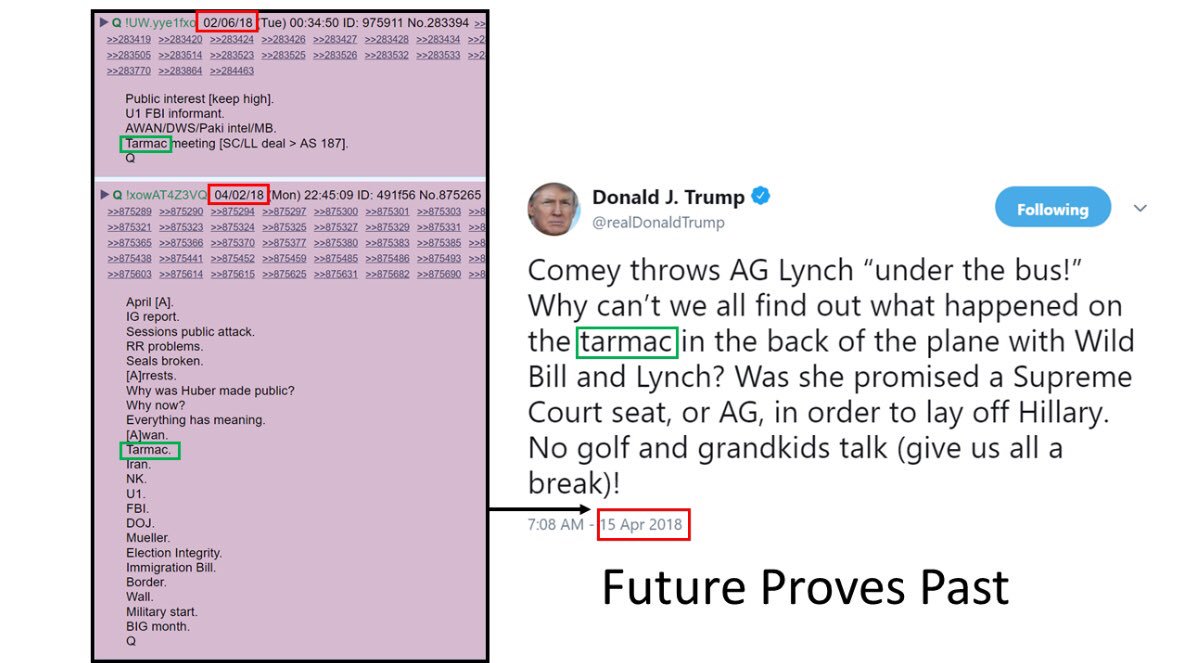 Q !UW.yye1fxo 02/06/18 (Tue) 00:34:50 ID: 975911 No.283394 >>
>>283419 >>283420 >>283424 >>283426 >>283427 >>283428 >>283434 >>2
>>283505 >>283514 >>283523 >>283525 >>283526 >>283532 >>283533 >>2
>>283770 >>283864 >>284463
Public interest [keep high].
U1 FBI informant.
AWAN/DWS/Paki intel/MB.
Tarmac meeting [SC/LL deal > AS 187].
Q
Q !xowAT4Z3VQ 04/02/18 (Mon) 22:45:09 ID: 491f56 No.875265
>>875289 >>875290 >>875294 >>875297 >>875300 >>875301 >>875303 >>8
>>875321 >>875323 >>875324 >>875325 >>875327 >>875329 >>875331 >>8
>>875365 >>875366 >>875370 >>875377 >>875380 >>875383 >>875385 >>8
>>875438 >>875441 >>875452 >>875459 >>875485 >>875486 >>875493 >>8
>>875603 >>875614 >>875615 >>875625 >>875631 >>875682 >>875690 >>8
April [A].
IG report.
Sessions public attack.
RR problems.
Seals broken.
[A]rrests.
Why was Huber made public?
Why now?
Everything has meaning.
[A]wan.
Tarmac.
Iran.
NK.
U1.
FBI.
DOJ.
Mueller.
Election Integrity.
Immigration Bill.
Border.
Wall.
Military start.
BIG month.
Q
Donald J. Trump
@realDonaldTrump
Following
Comey throws AG Lynch “under the bus!”
Why can’t we all find out what happened on
the tarmac in the back of the plane with Wild
Bill and Lynch? Was she promised a Supreme
Court seat, or AG, in order to lay off Hillary.
No golf and grandkids talk (give us all a
break)!
7:08 AM - 15 Apr 2018
Future Proves Past